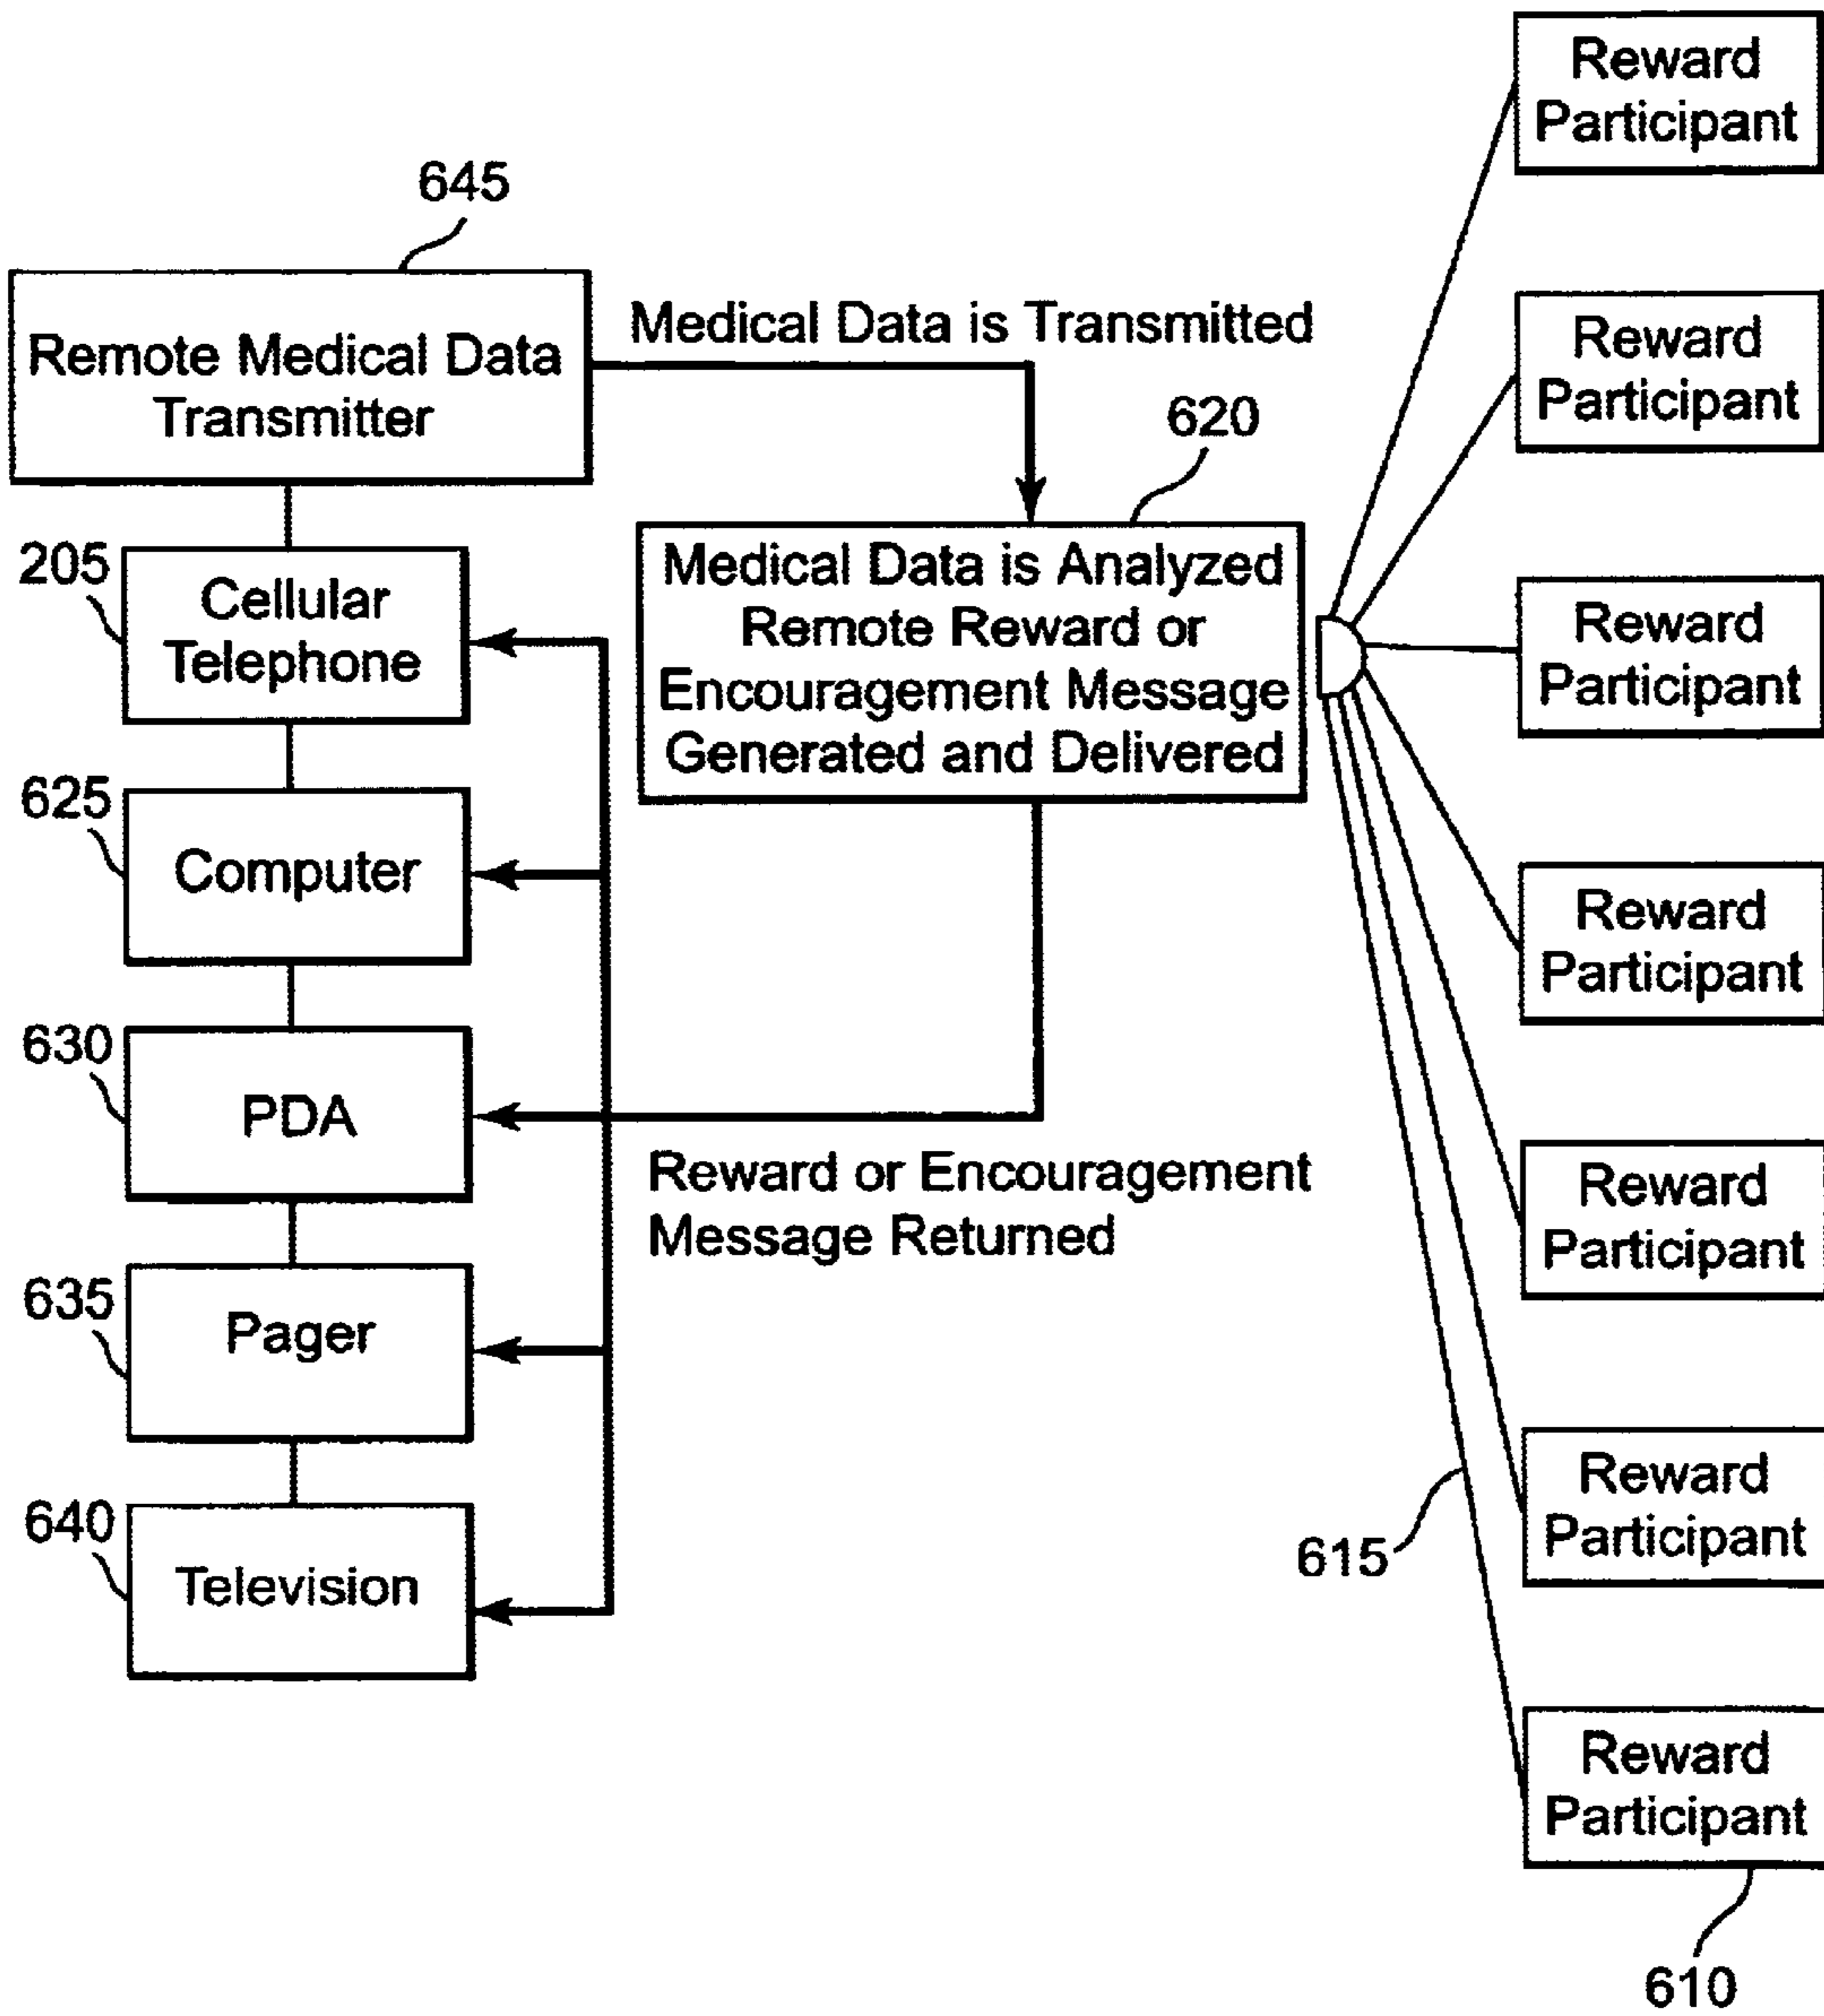 Reward
Participant
645
Remote Medical Data
Transmitter
Medical Data is Transmitted
620
Reward
Participant
205
Cellular
Telephone
Medical Data is Analyzed
Remote Reward or
Encouragement Message
Generated and Delivered
Reward
Participant
625
Computer
Reward
Participant
630
PDA
Reward or Encouragement
Message Returned
Reward
Participant
635
Pager
Reward
Participant
640
Television
615
Reward
Participant
610